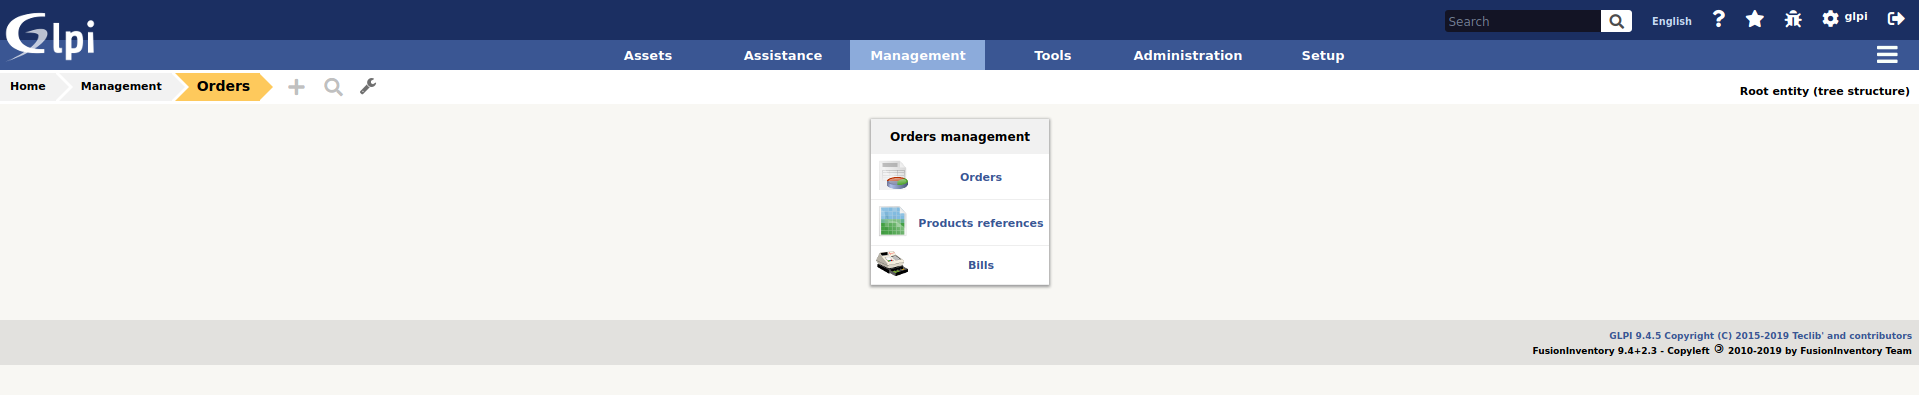 Glpi
Search
English
glpi
Assets Assistance Management Tools Administration Setup
Home Management Orders
Root entity (tree structure)
Orders management
Orders
Products references
Bills
GLPI 9.4.5 Copyright (C) 2015-2019 Teclib' and contributors
FusionInventory 9.4+2.3 - Copyleft 🄯 2010-2019 by FusionInventory Team